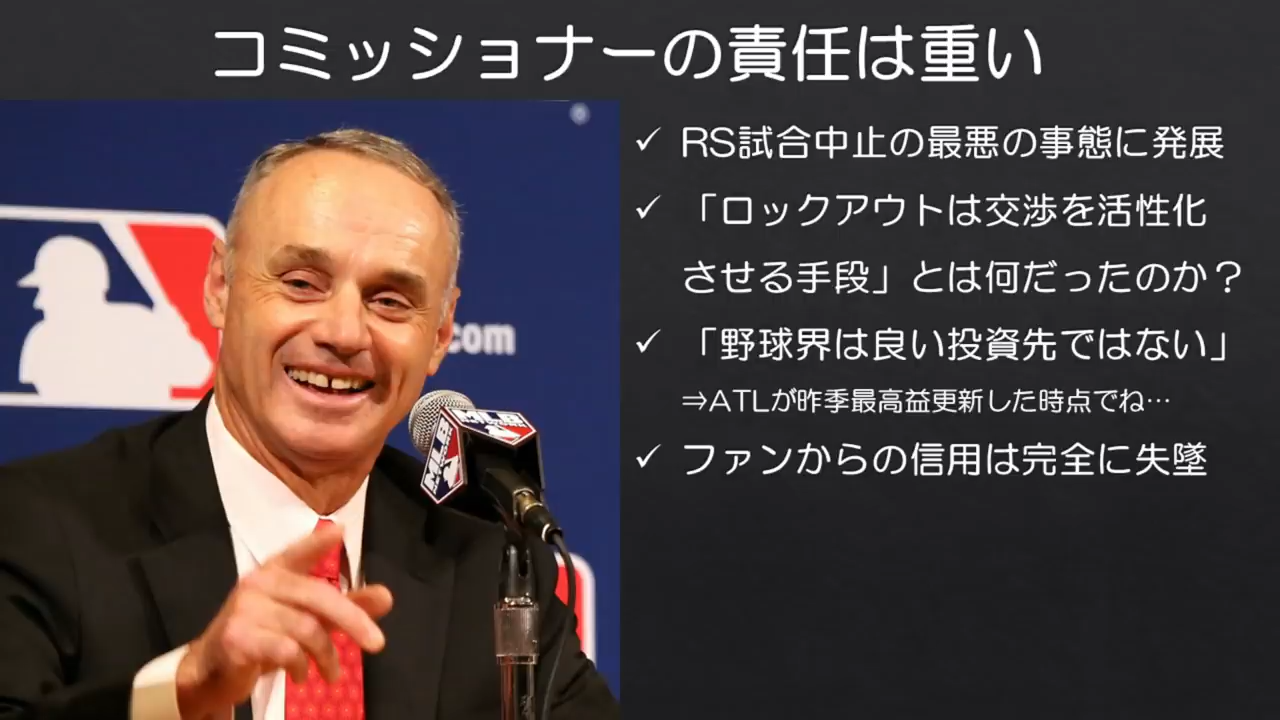 コミッショナーの責任は重い
✓ RS試合中止の最悪の事態に発展
✓ 「ロックアウトは交渉を活性化
させる手段」とは何だったのか？
✓ 「野球界は良い投資先ではない」
⇒ATLが昨季最高益更新した時点でね…
✓ ファンからの信用は完全に失墜
.com
MLB
MLB